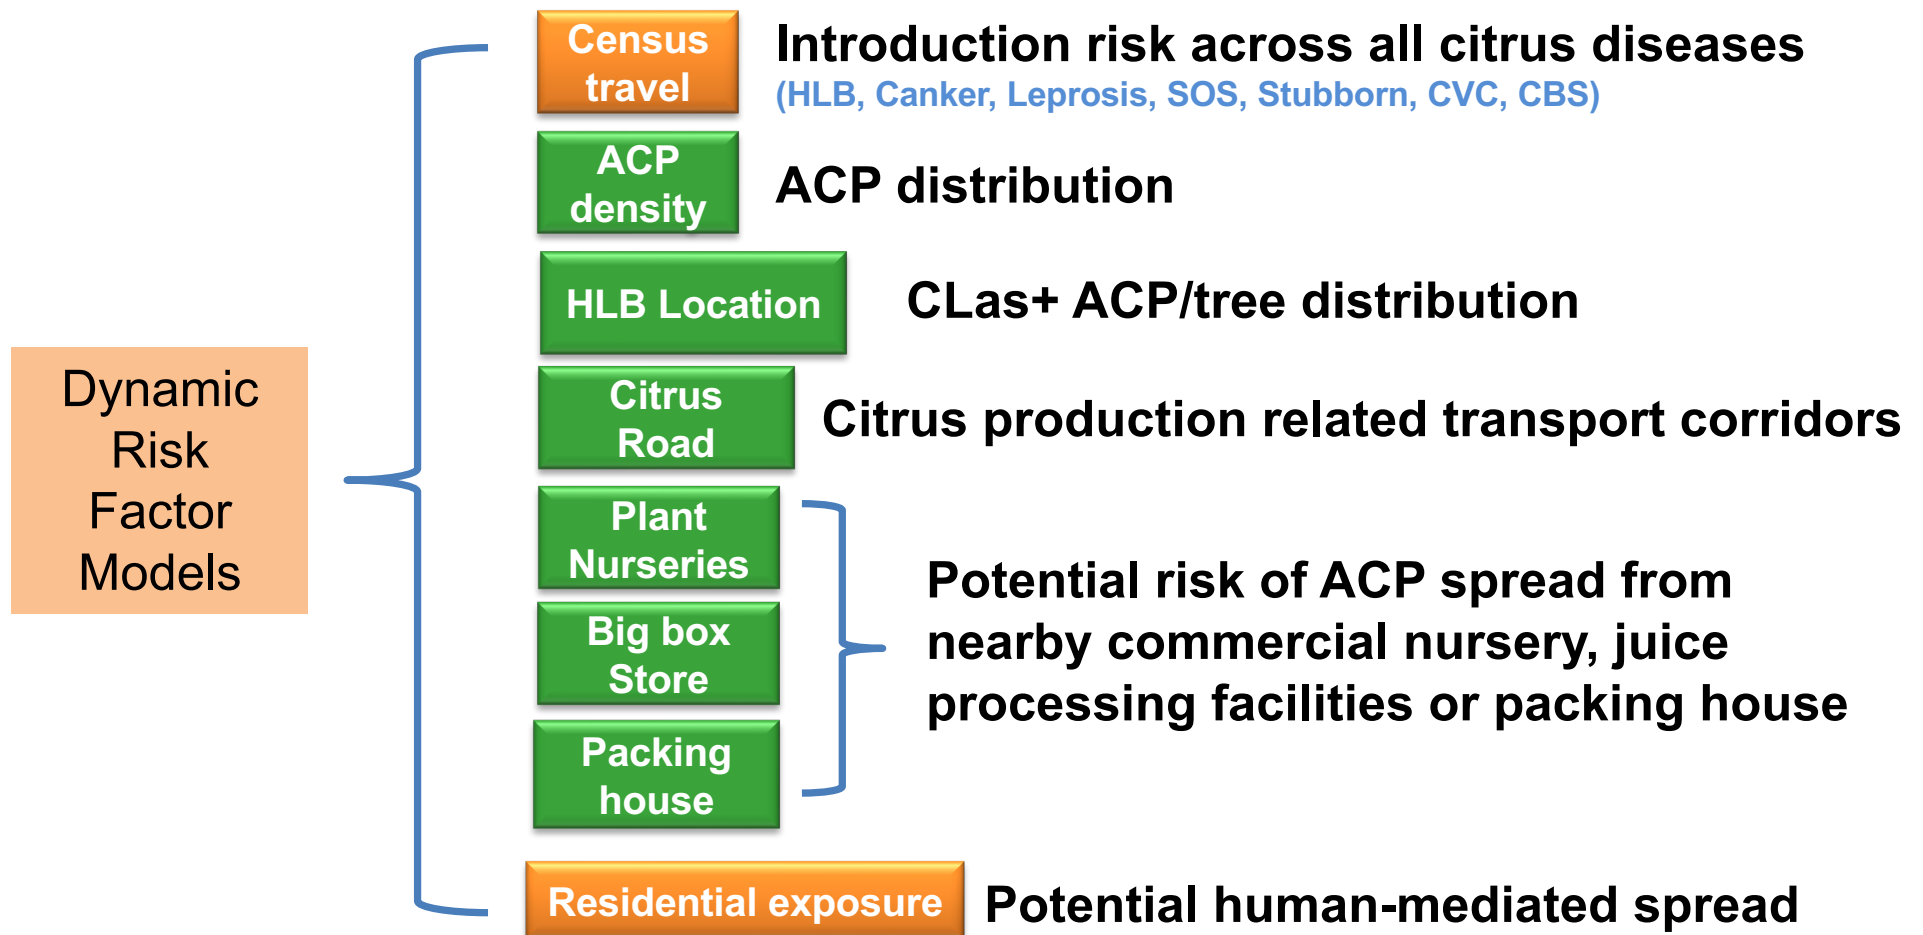 Dynamic
Risk
Factor
Models
Census
travel
Introduction risk across all citrus diseases
(HLB, Canker, Leprosis, SOS, Stubborn, CVC, CBS)
ACP
density
ACP distribution
HLB Location
CLas+ ACP/tree distribution
Citrus
Road
Citrus production related transport corridors
Plant
Nurseries
Big box
Store
Packing
house
Potential risk of ACP spread from
nearby commercial nursery, juice
processing facilities or packing house
Residential exposure
Potential human-mediated spread